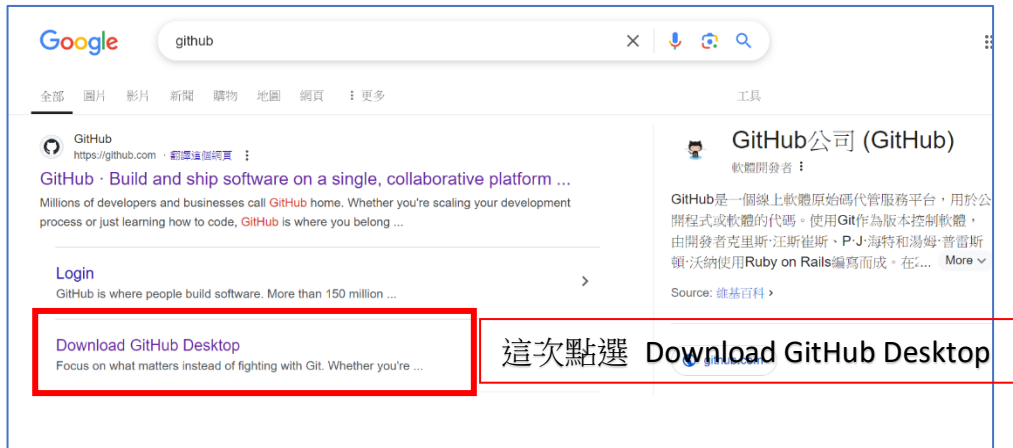 Google
github
全部 圖片 影片 新聞 購物 地圖 網頁 更多
工具
GitHub
https://github.com · 翻譯這個網頁
GitHub · Build and ship software on a single, collaborative platform ...
Millions of developers and businesses call GitHub home. Whether you're scaling your development
process or just learning how to code, GitHub is where you belong ...
Login
GitHub is where people build software. More than 150 million ...
Download GitHub Desktop
Focus on what matters instead of fighting with Git. Whether you're ...
GitHub公司 (GitHub)
軟體開發者
GitHub是一個線上軟體原始碼代管服務平台，用於公
開程式或軟體的代碼。使用Git作為版本控制軟體，
由開發者克里斯·汪斯崔斯、P·J·海特和湯姆·普雷斯
頓·沃納使用Ruby on Rails編寫而成。在2... More
Source: 維基百科
這次點選 Download GitHub Desktop
github.com